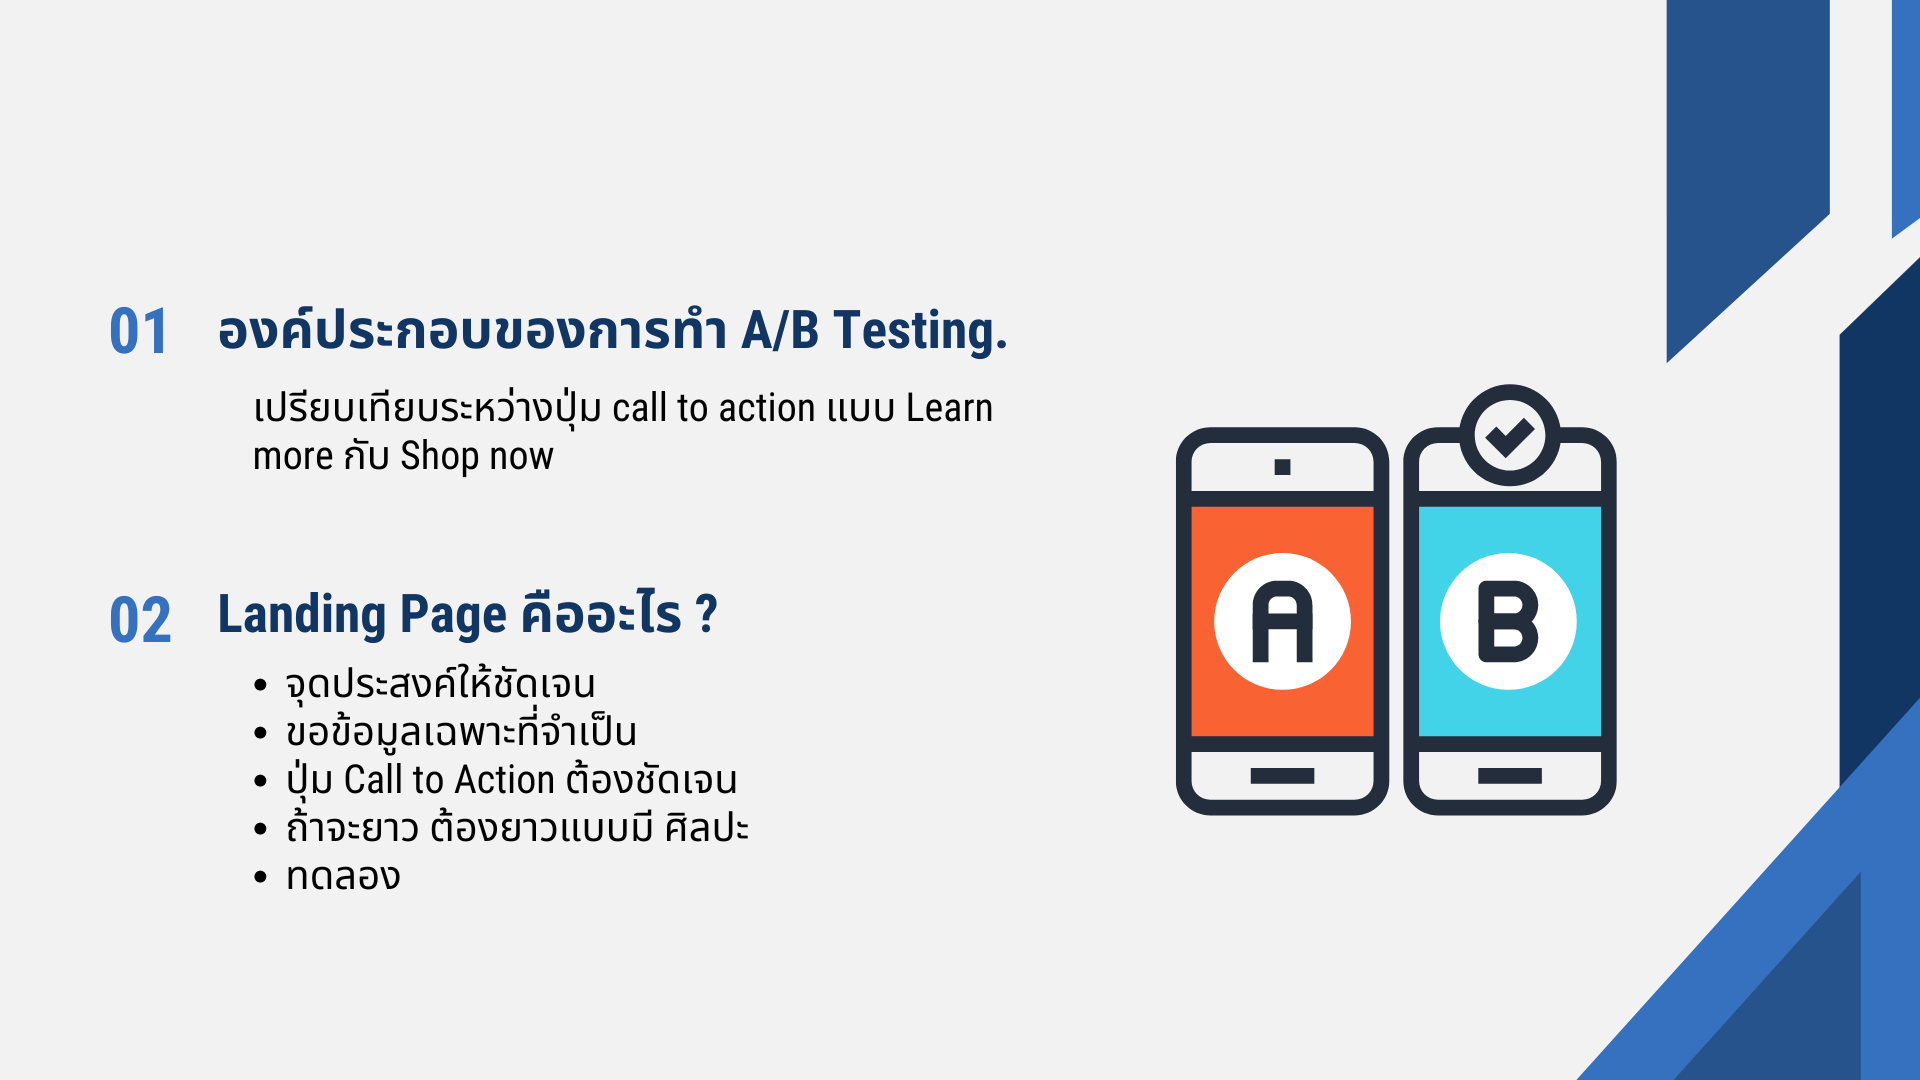 01 องค์ประกอบของการทำ A/B Testing.
เปรียบเทียบระหว่างปุ่ม call to action แบบ Learn
more กับ Shop now
02 Landing Page คืออะไร ?
• จุดประสงค์ให้ชัดเจน
• ขอข้อมูลเฉพาะที่จำเป็น
• ปุ่ม Call to Action ต้องชัดเจน
• ถ้าจะยาว ต้องยาวแบบมี ศิลปะ
• ทดลอง
A B